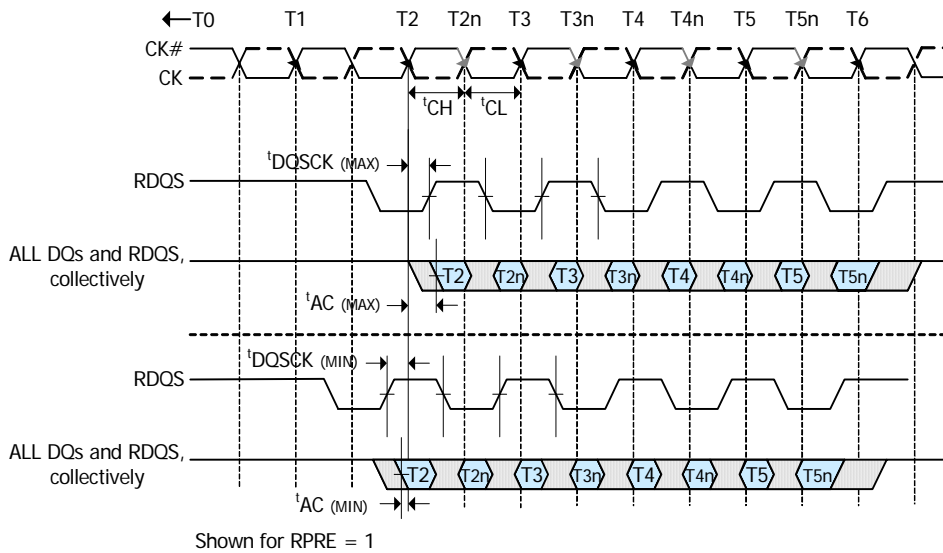 T0 T1 T2 T2n T3 T3n T4 T4n T5 T5n T6
CK#
CK
tCH tCL
tDQSCK (MAX)
RDQS
ALL DQs and RDQS,
collectively
T2 T2n T3 T3n T4 T4n T5 T5n
tAC (MAX)
tDQSCK (MIN)
RDQS
ALL DQs and RDQS,
collectively
T2 T2n T3 T3n T4 T4n T5 T5n
tAC (MIN)
Shown for RPRE = 1